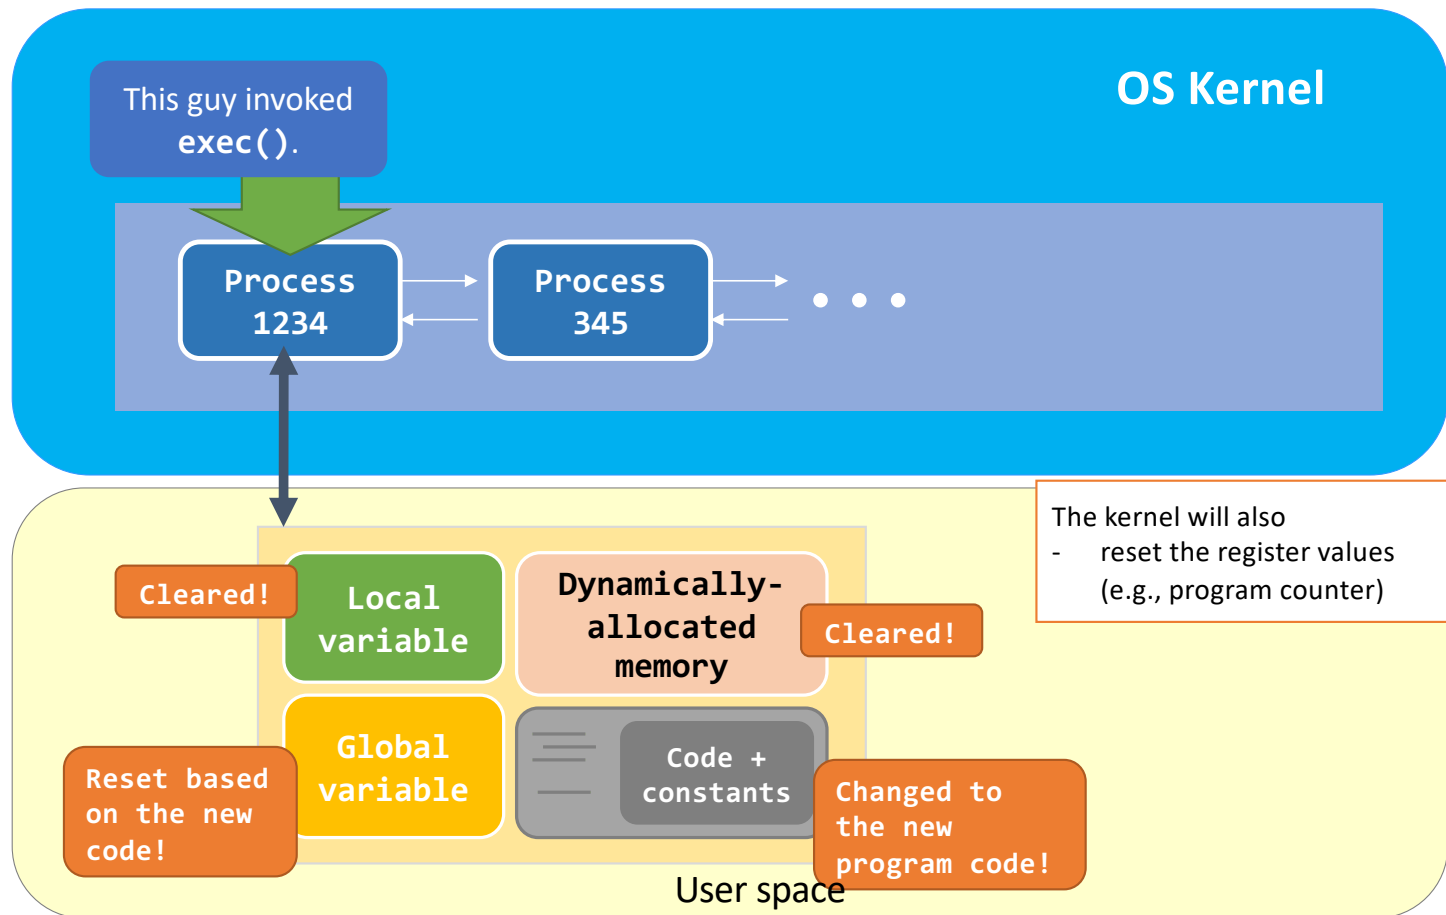 OS Kernel
This guy invoked
exec().
Process
1234
Process
345
The kernel will also
- reset the register values
(e.g., program counter)
Cleared!
Local
variable
Dynamically-
allocated
memory
Cleared!
Global
variable
Code +
constants
Reset based
on the new
code!
Changed to
the new
program code!
User space